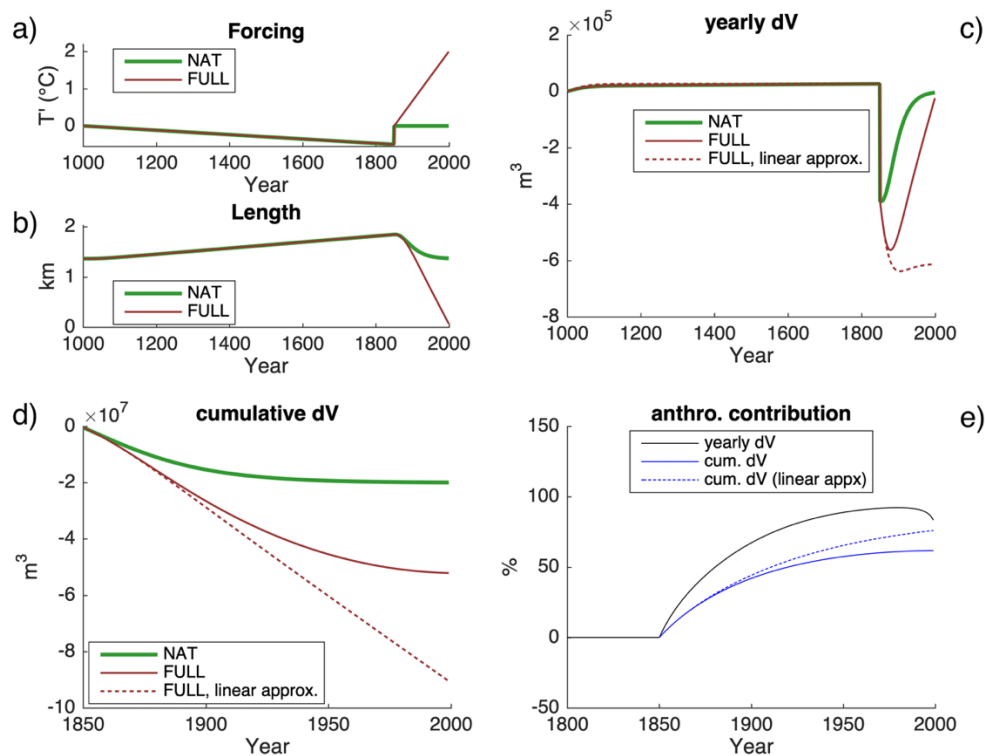 a)
Forcing
2
1
0
T' (°C)
NAT
FULL
1000 1200 1400 1600 1800 2000
Year
b)
Length
2
1
0
km
NAT
FULL
1000 1200 1400 1600 1800 2000
Year
c)
×10⁵
yearly dV
2
0
-2
-4
-6
-8
m³
NAT
FULL
FULL, linear approx.
1000 1200 1400 1600 1800 2000
Year
d)
×10⁷
cumulative dV
0
-2
-4
-6
-8
-10
m³
NAT
FULL
FULL, linear approx.
1850 1900 1950 2000
Year
e)
anthro. contribution
150
100
50
0
-50
%
yearly dV
cum. dV
cum. dV (linear appx)
1800 1850 1900 1950 2000
Year